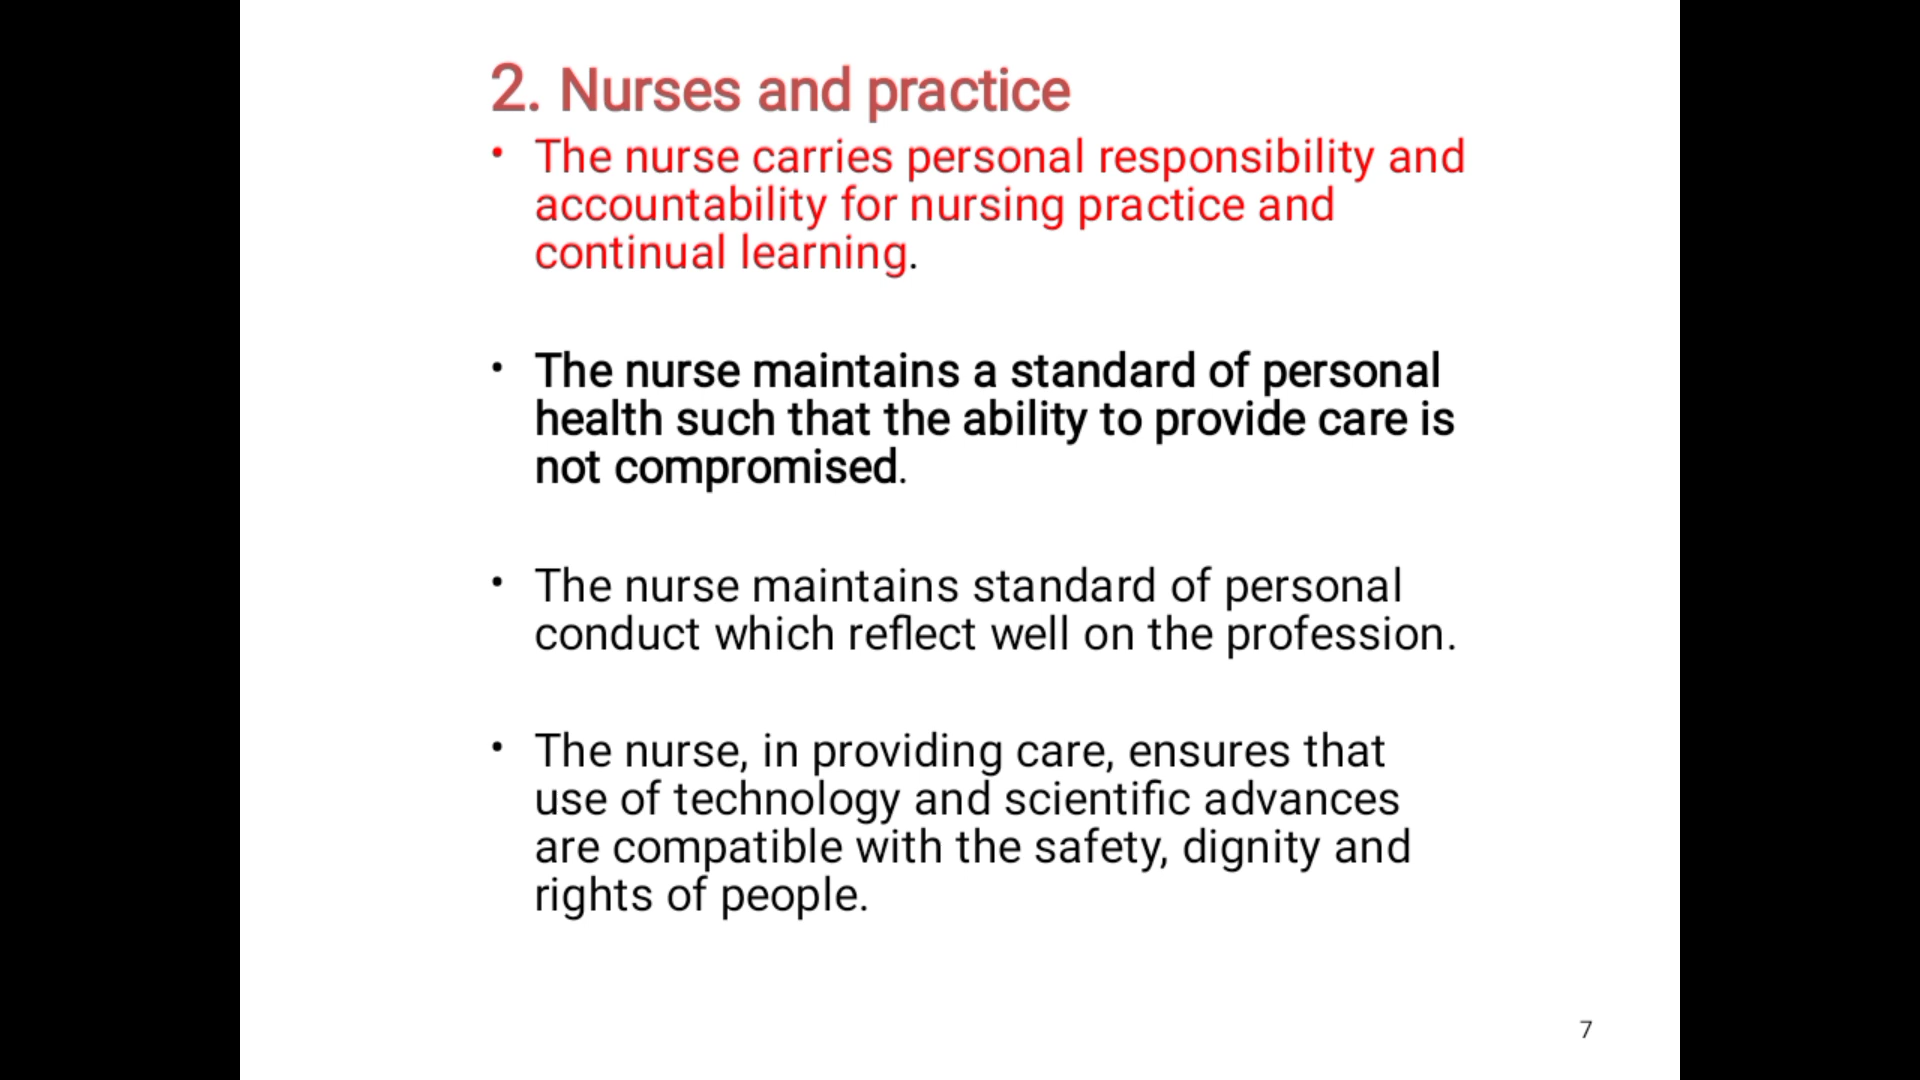 2. Nurses and practice
• The nurse carries personal responsibility and
accountability for nursing practice and
continual learning.
• The nurse maintains a standard of personal
health such that the ability to provide care is
not compromised.
• The nurse maintains standard of personal
conduct which reflect well on the profession.
• The nurse, in providing care, ensures that
use of technology and scientific advances
are compatible with the safety, dignity and
rights of people.
7